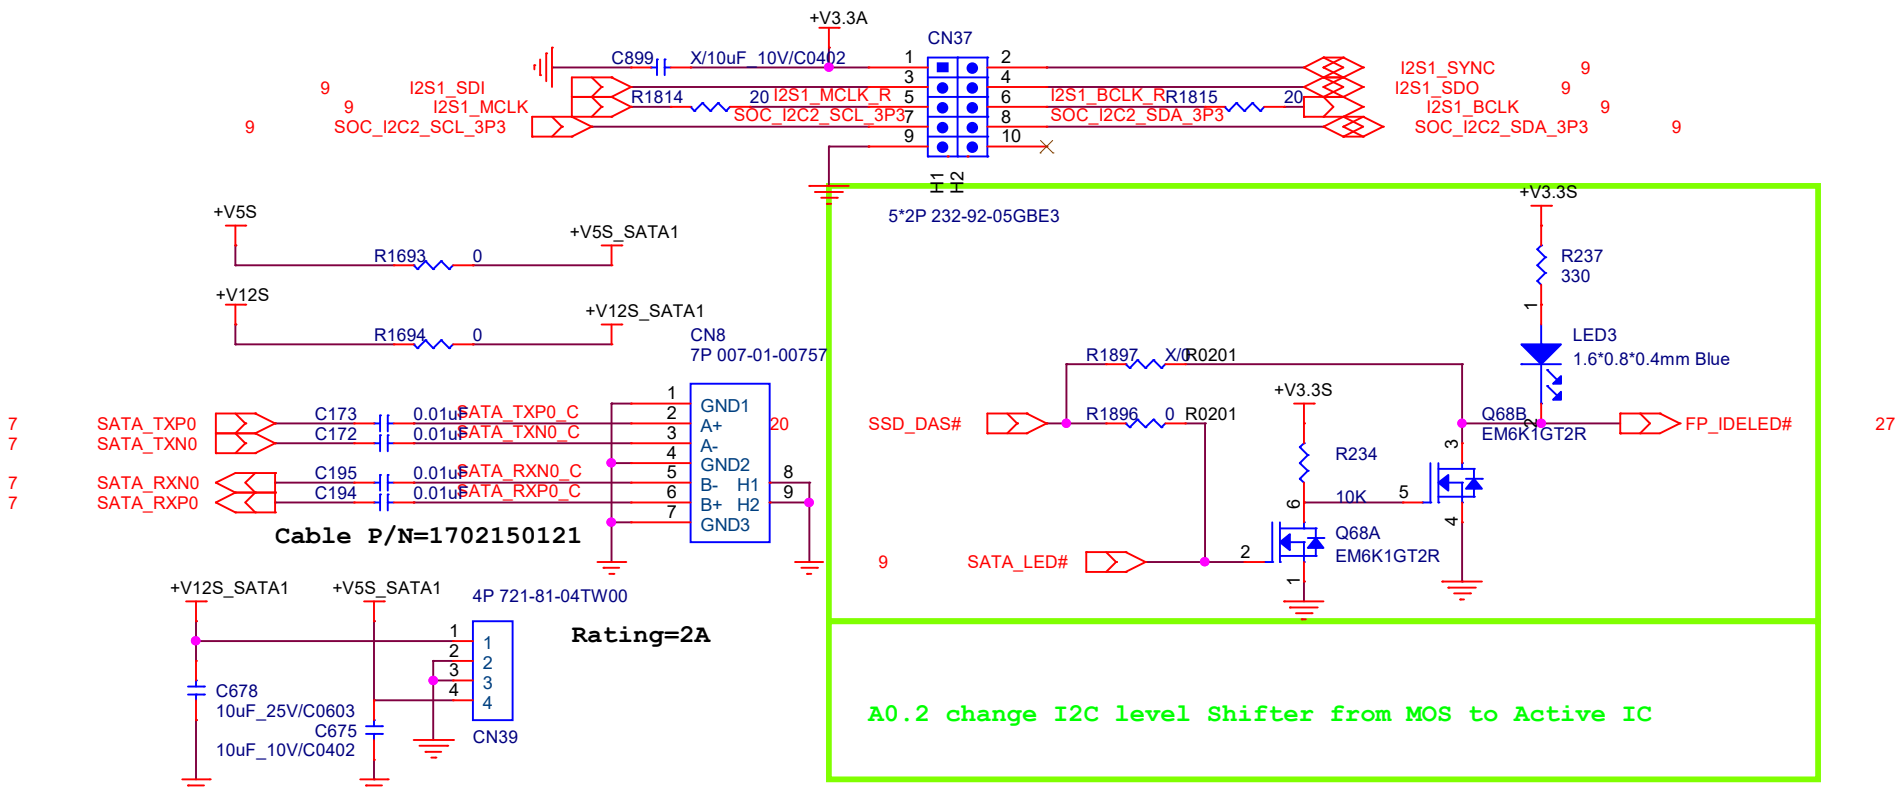 +V3.3A
CN37
C899 X/10uF_10V/C0402 1 2 I2S1_SYNC 9
9 I2S1_SDI 3 4 I2S1_SDO 9
9 I2S1_MCLK R1814 20 I2S1_MCLK_R 5 6 I2S1_BCLK_R R1815 20 I2S1_BCLK 9
9 SOC_I2C2_SCL_3P3 SOC_I2C2_SCL_3P3 7 8 SOC_I2C2_SDA_3P3 SOC_I2C2_SDA_3P3 9
9 10
H1 H2
5*2P 232-92-05GBE3
+V5S
R1693 0
+V5S_SATA1
+V12S
R1694 0
+V12S_SATA1
CN8
7P 007-01-00757
1 GND1
7 SATA_TXP0 C173 0.01uF SATA_TXP0_C 2 A+
7 SATA_TXN0 C172 0.01uF SATA_TXN0_C 3 A-
4 GND2
7 SATA_RXN0 C195 0.01uF SATA_RXN0_C 5 B- H1 8
7 SATA_RXP0 C194 0.01uF SATA_RXP0_C 6 B+ H2 9
7 GND3
Cable P/N=1702150121
+V12S_SATA1
+V5S_SATA1
4P 721-81-04TW00
Rating=2A
1 1
2 2
3 3
4 4
CN39
C678
10uF_25V/C0603
C675
10uF_10V/C0402
+V3.3S
R237
330
1
LED3
1.6*0.8*0.4mm Blue
2
R1897 X/0 R0201
20 SSD_DAS# R1896 0 R0201
+V3.3S
R234
10K
Q68B
EM6K1GT2R
3
5
4
FP_IDELED# 27
6
Q68A
EM6K1GT2R
9 SATA_LED# 2
1
A0.2 change I2C level Shifter from MOS to Active IC